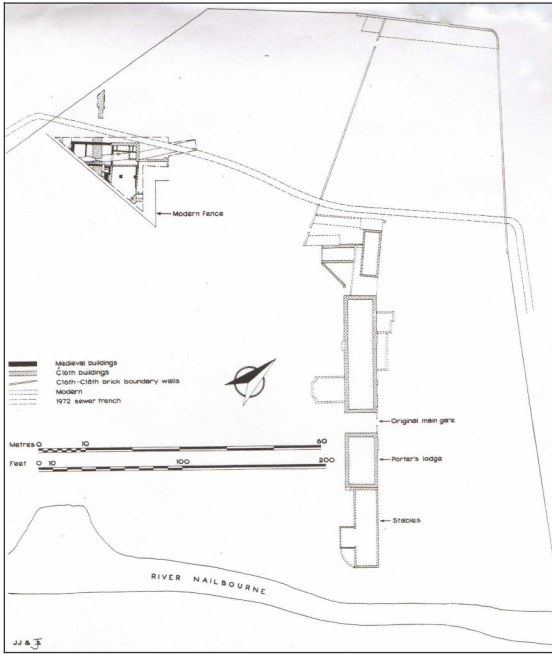 Modern fence
Medieval buildings
C16th buildings
C16th-C18th brick boundary walls
Modern
1972 sewer trench
Original main gate
Metres 0 10 60
Feet 0 10 100 200
Porter's lodge
Stables
RIVER NAILBOURNE
JJ &